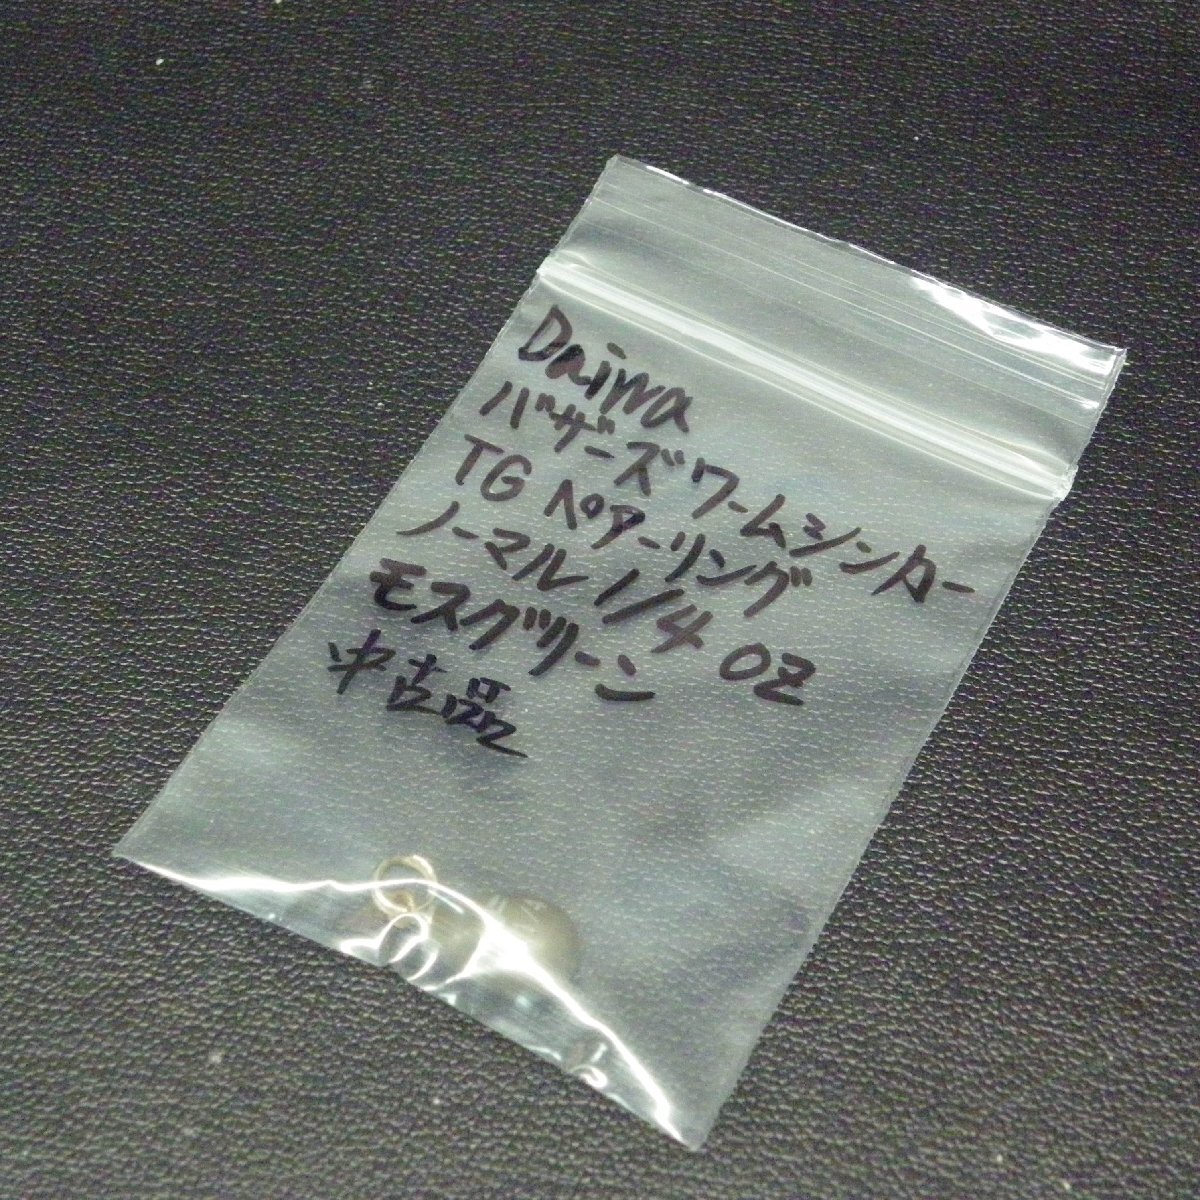 Daiwa
バザーズワームシンカー
TG ペアーリング
ノーマル 1/4 OZ
モスグリーン
中古品